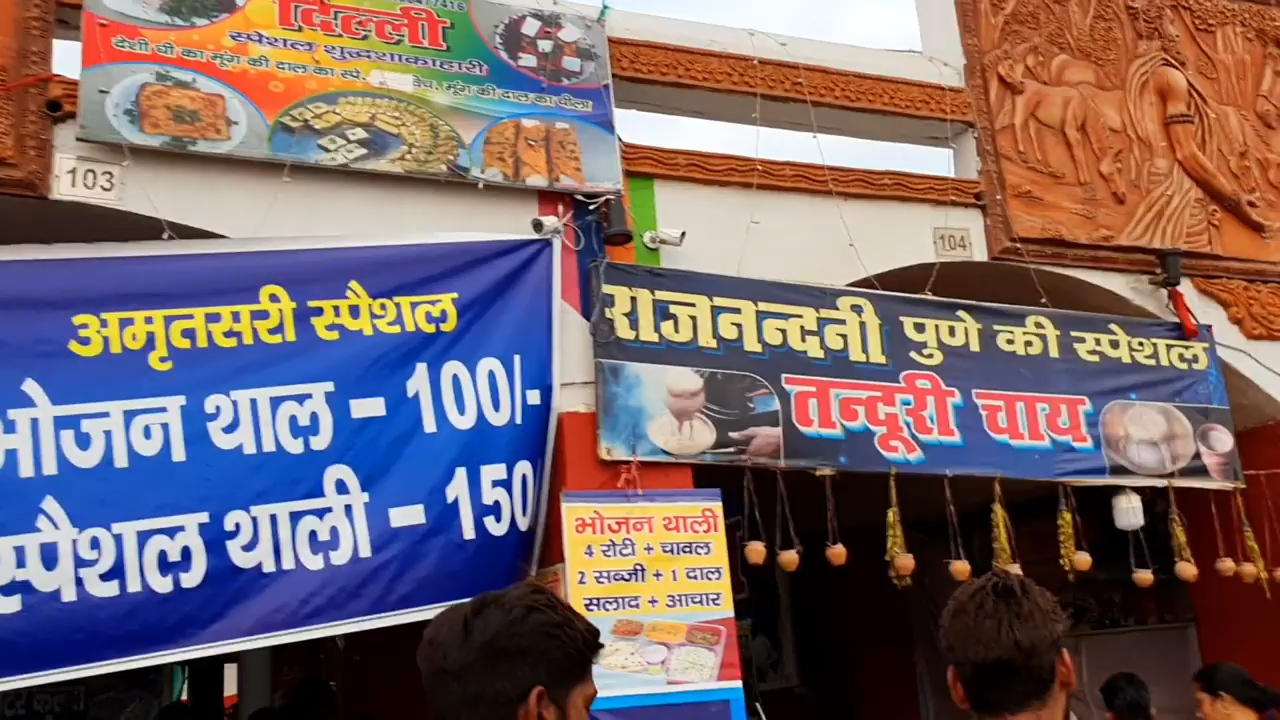 दिल्ली
स्पेशल शुद्धशाकाहारी
देशी घी का मूंग की दाल का स्पे. वेच, मूंग की दाल का चीला
103
104
अमृतसरी स्पैशल
भोजन थाल - 100/-
स्पैशल थाली - 150
राजनन्दनी पुणे की स्पेशल
तन्दूरी चाय
भोजन थाली
4 रोटी + चावल
2 सब्जी + 1 दाल
सलाद + आचार